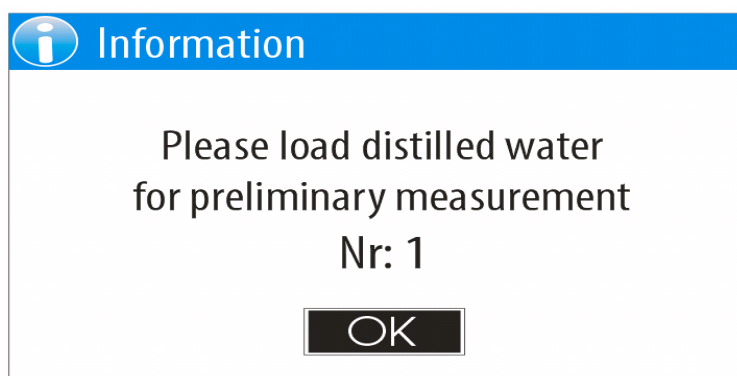 Information
Please load distilled water
for preliminary measurement
Nr: 1
OK